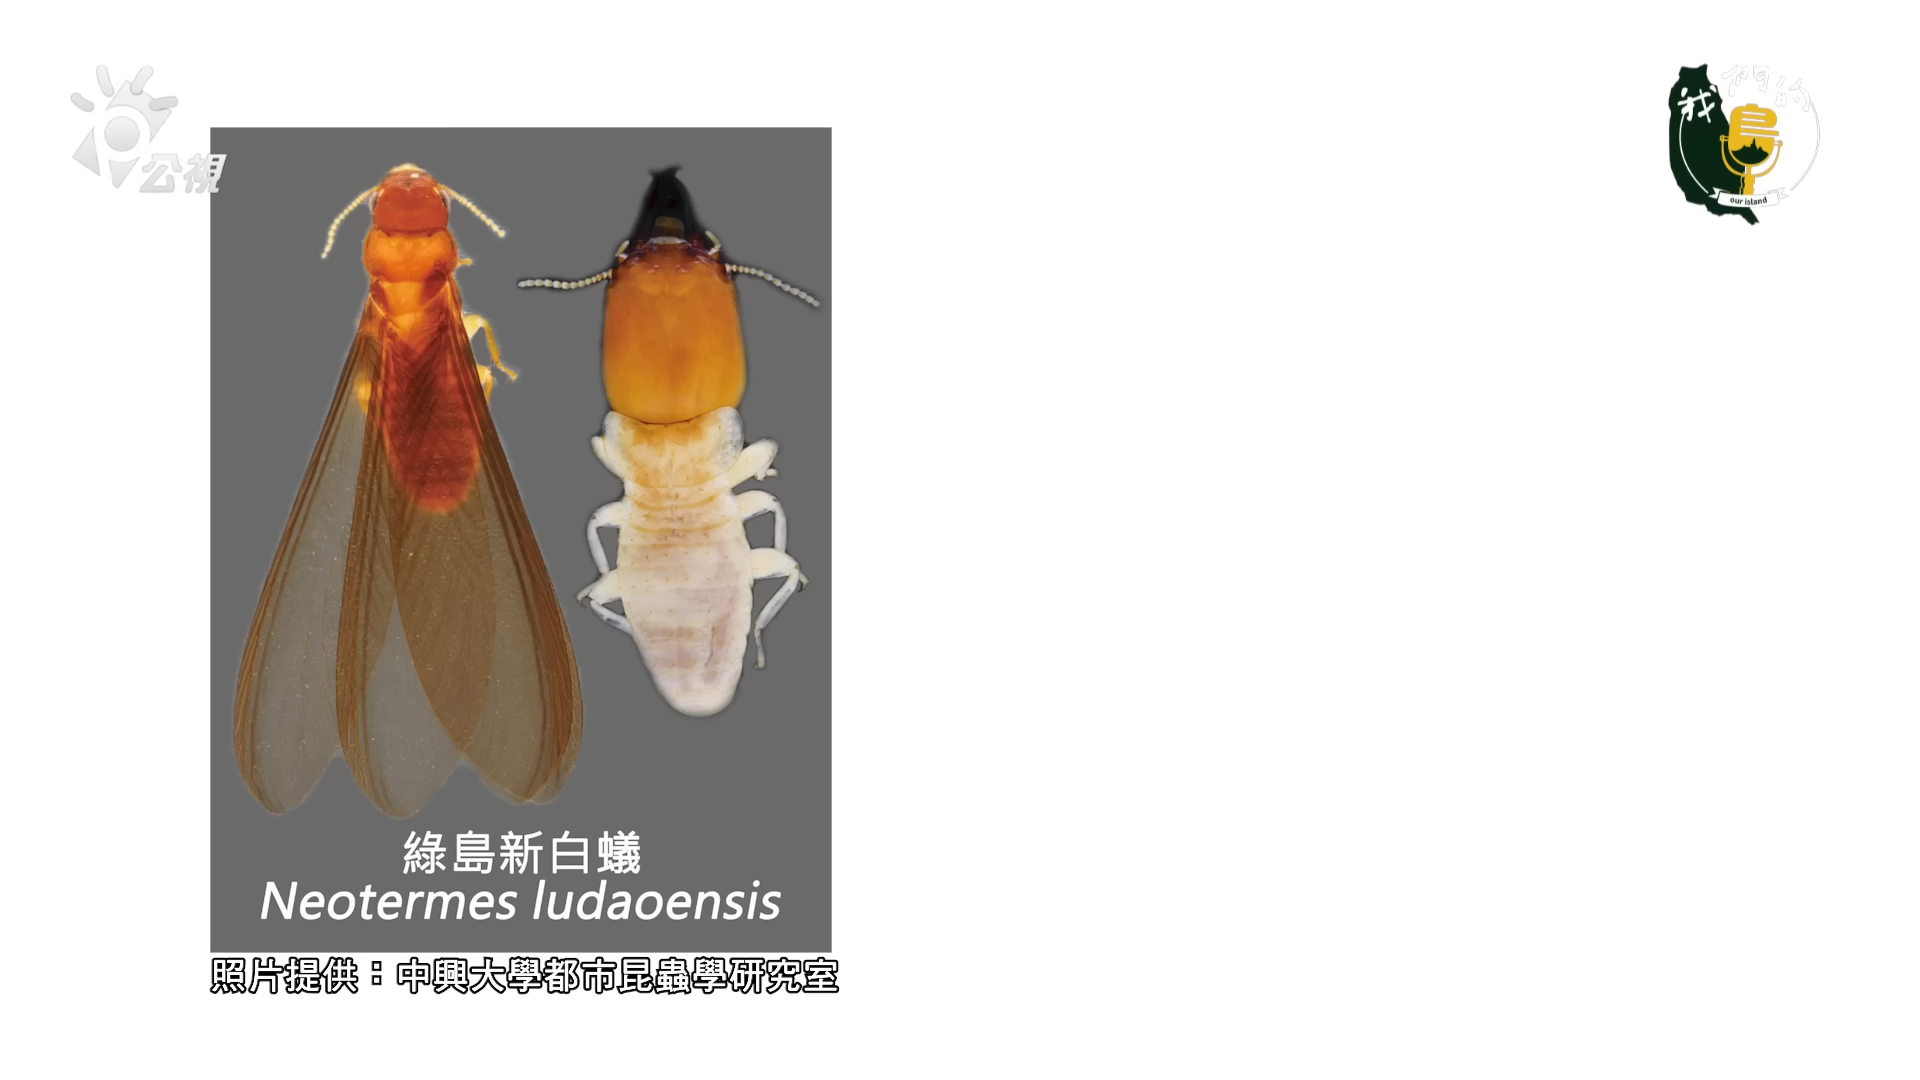 公視
我們的島
our island
綠島新白蟻
Neotermes ludaoensis
照片提供：中興大學都市昆蟲學研究室